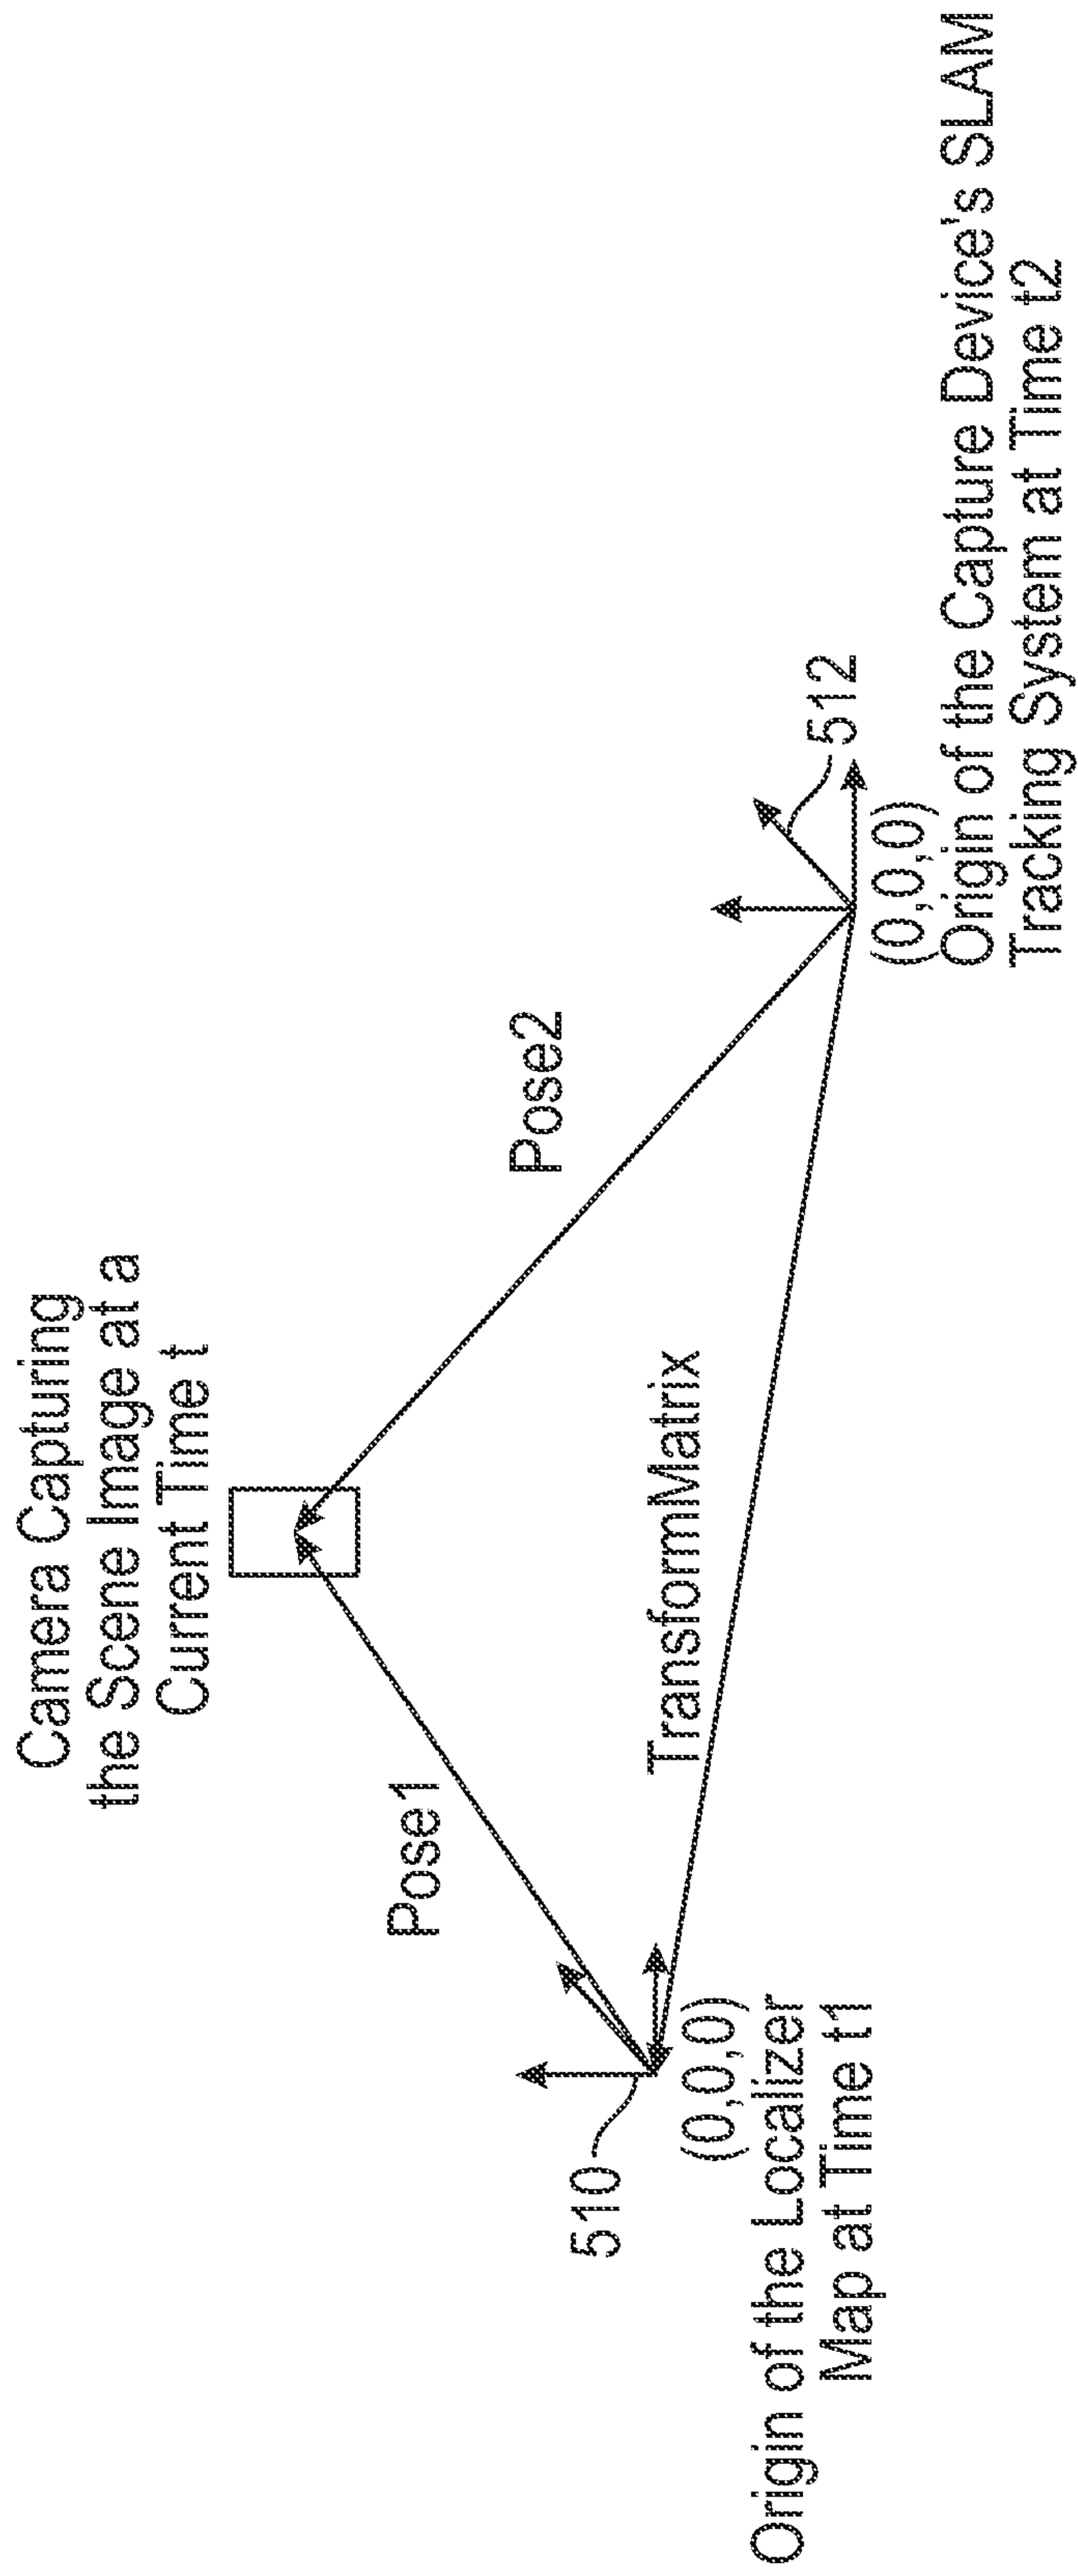 Camera Capturing
the Scene Image at a
Current Time t
Pose1
Pose2
TransformMatrix
510
512
(0,0,0)
Origin of the Localizer
Map at Time t1
(0,0,0)
Origin of the Capture Device's SLAM
Tracking System at Time t2